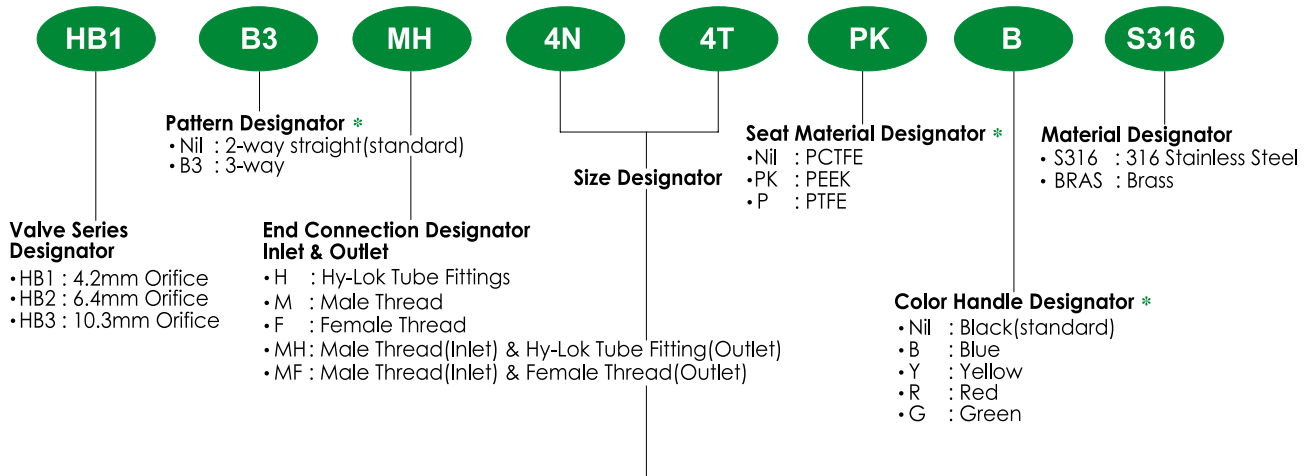 HB1 B3 MH 4N 4T PK B S316
Pattern Designator *
• Nil : 2-way straight(standard)
• B3 : 3-way
Size Designator
Seat Material Designator *
•Nil : PCTFE
•PK : PEEK
•P : PTFE
Material Designator
• S316 : 316 Stainless Steel
• BRAS : Brass
Valve Series
Designator
•HB1 : 4.2mm Orifice
•HB2 : 6.4mm Orifice
•HB3 : 10.3mm Orifice
End Connection Designator
Inlet & Outlet
• H : Hy-Lok Tube Fittings
• M : Male Thread
• F : Female Thread
• MH : Male Thread(Inlet) & Hy-Lok Tube Fitting(Outlet)
• MF : Male Thread(Inlet) & Female Thread(Outlet)
Color Handle Designator *
• Nil : Black(standard)
• B : Blue
• Y : Yellow
• R : Red
• G : Green